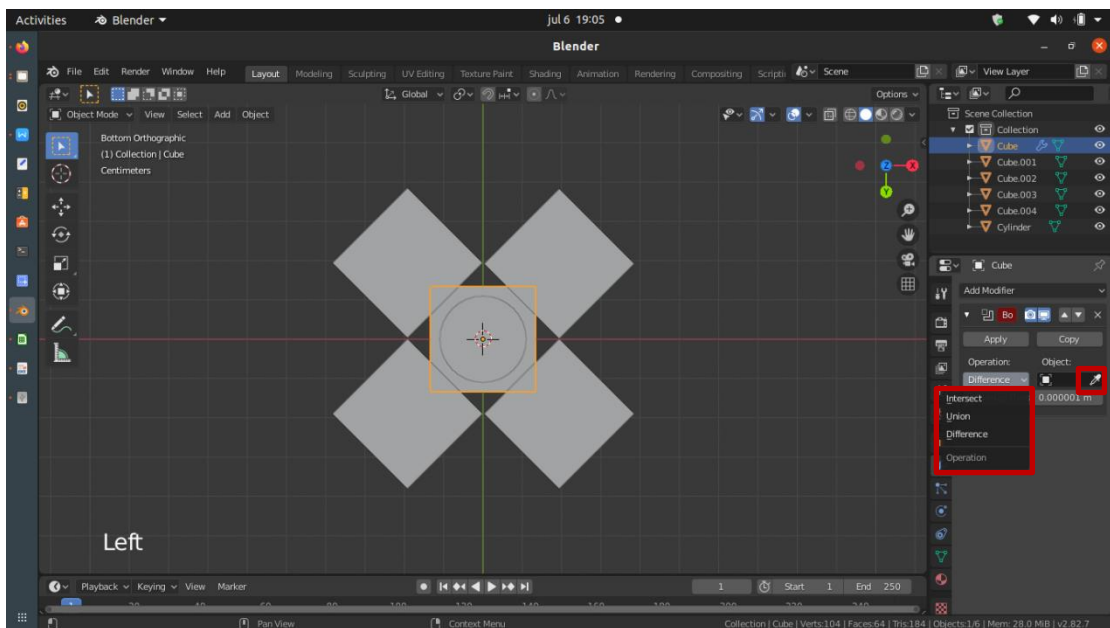 Activities Blender jul 6 19:05
Blender
File Edit Render Window Help Layout Modeling Sculpting UV Editing Texture Paint Shading Animation Rendering Compositing Scripti Scene View Layer
Global Options
Object Mode View Select Add Object
Scene Collection
Collection
Cube
Cube.001
Cube.002
Cube.003
Cube.004
Cylinder
Bottom Orthographic
(1) Collection | Cube
Centimeters
X
Z
Y
Cube
Add Modifier
Bo
Apply Copy
Operation: Object:
Difference
0.000001 m
Intersect
Union
Difference
Operation
Left
Playback Keying View Marker 1 Start 1 End 250
Pan View Context Menu Collection | Cube | Verts:104 | Faces:64 | Tris:184 | Objects:1/6 | Mem: 28.0 MiB | v2.82.7